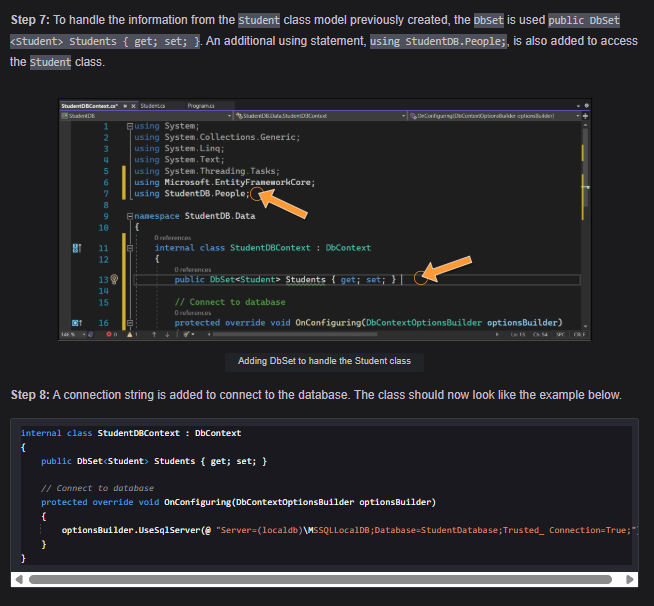 Step 7: To handle the information from the Student class model previously created, the DbSet is used public DbSet
<Student> Students { get; set; }. An additional using statement, using StudentDB.People;, is also added to access
the Student class.
StudentDBContext.cs* Student.cs Program.cs
StudentDB StudentDB.Data.StudentDBContext OnConfiguring(DbContextOptionsBuilder optionsBuilder)
1 using System;
2 using System.Collections.Generic;
3 using System.Linq;
4 using System.Text;
5 using System.Threading.Tasks;
6 using Microsoft.EntityFrameworkCore;
7 using StudentDB.People;
8
9 namespace StudentDB.Data
10 {
0 references
11 internal class StudentDBContext : DbContext
12 {
0 references
13 public DbSet<Student> Students { get; set; }
14
15 // Connect to database
0 references
16 protected override void OnConfiguring(DbContextOptionsBuilder optionsBuilder)
0 1 Ln: 13 Ch: 54 SPC CRLF
Adding DbSet to handle the Student class
Step 8: A connection string is added to connect to the database. The class should now look like the example below.
internal class StudentDBContext : DbContext
{
public DbSet<Student> Students { get; set; }
// Connect to database
protected override void OnConfiguring(DbContextOptionsBuilder optionsBuilder)
{
optionsBuilder.UseSqlServer(@ "Server=(localdb)\MSSQLLocalDB;Database=StudentDatabase;Trusted_ Connection=True;"
}
}